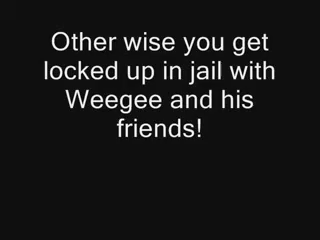 Other wise you get
locked up in jail with
Weegee and his
friends!